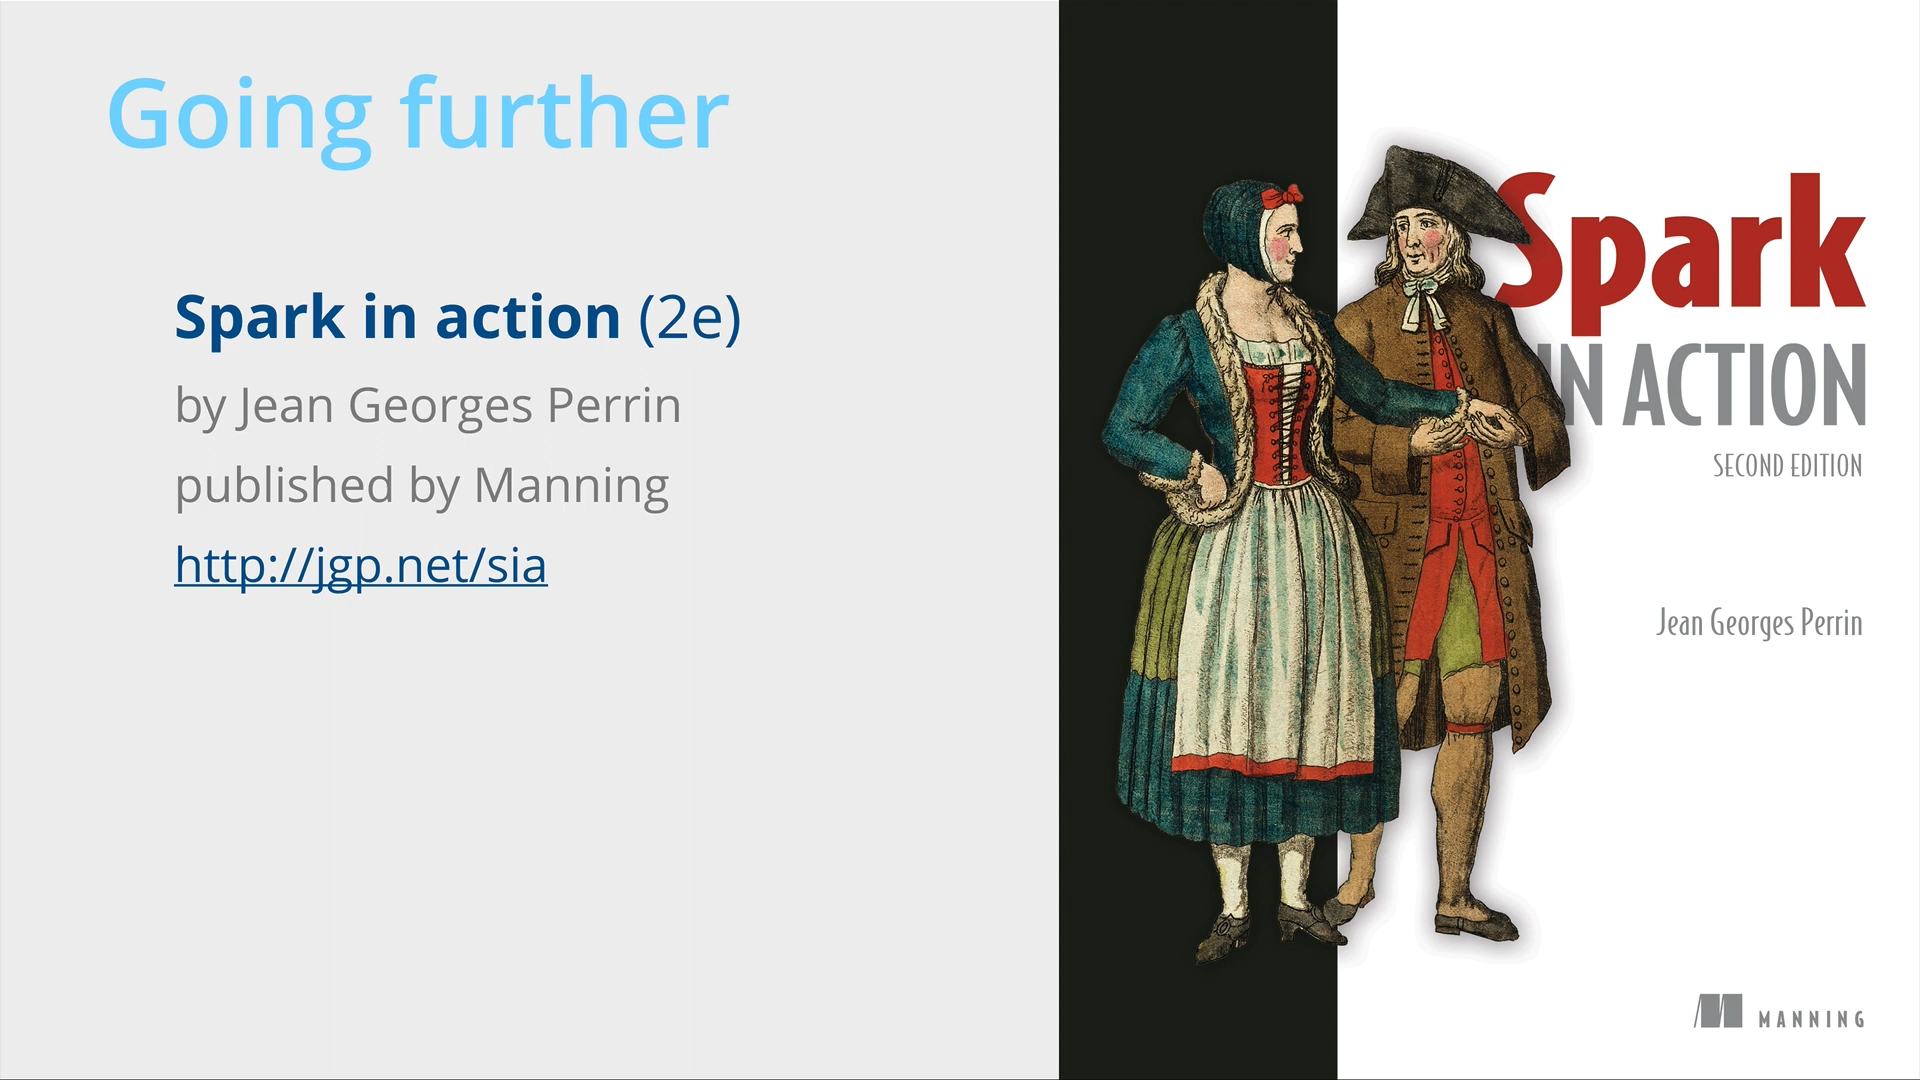 Going further
Spark in action (2e)
by Jean Georges Perrin
published by Manning
http://jgp.net/sia
Spark
IN ACTION
SECOND EDITION
Jean Georges Perrin
MANNING